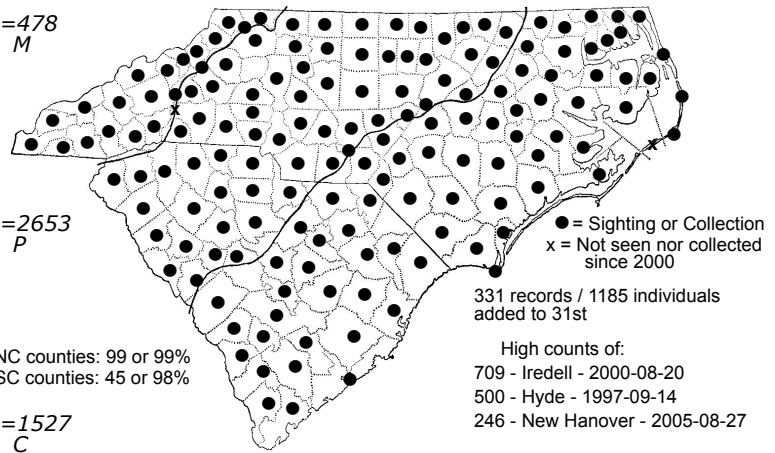 =478
M
=2653
P
● = Sighting or Collection
x = Not seen nor collected
since 2000
331 records / 1185 individuals
added to 31st
NC counties: 99 or 99%
SC counties: 45 or 98%
High counts of:
709 - Iredell - 2000-08-20
500 - Hyde - 1997-09-14
246 - New Hanover - 2005-08-27
=1527
C